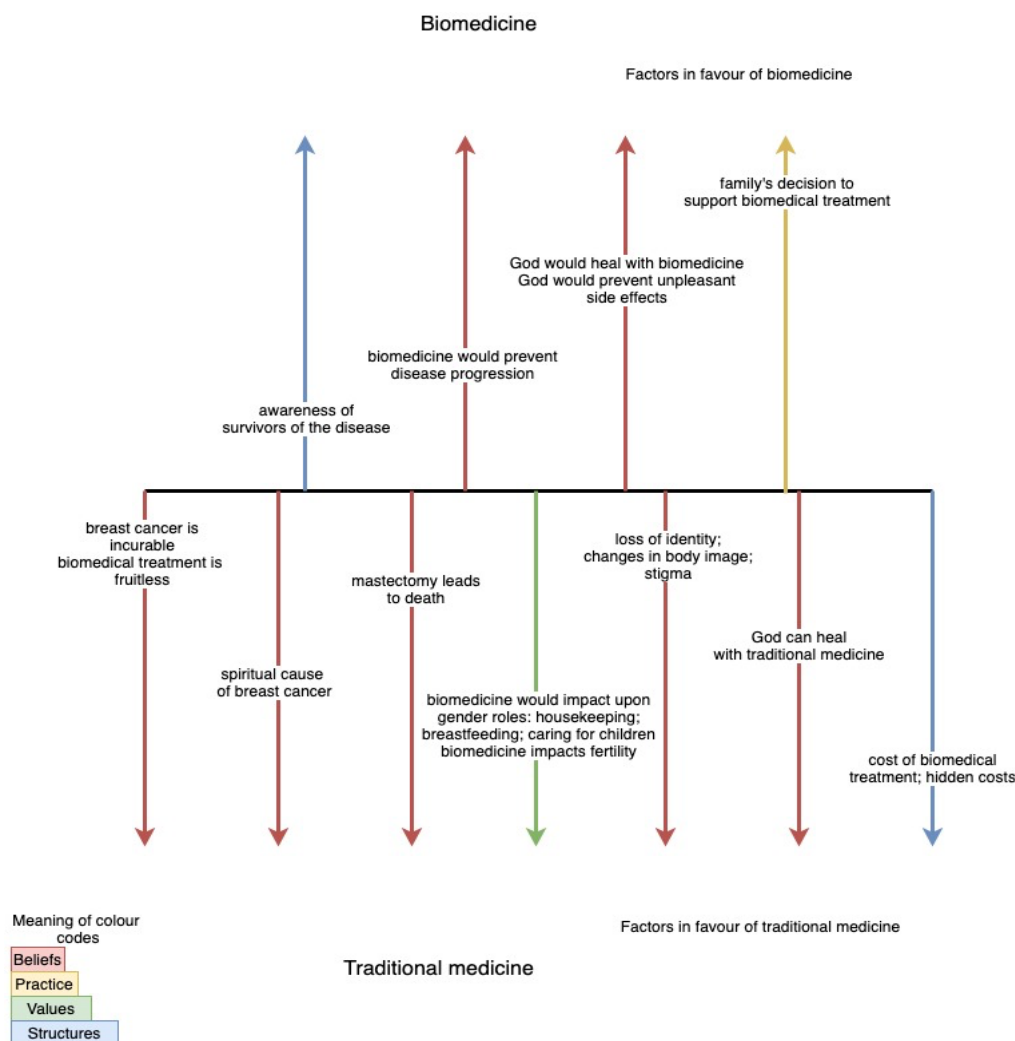 Biomedicine
Factors in favour of biomedicine
family's decision to
support biomedical treatment
God would heal with biomedicine
God would prevent unpleasant
side effects
biomedicine would prevent
disease progression
awareness of
survivors of the disease
breast cancer is
incurable
biomedical treatment is
fruitless
loss of identity;
changes in body image;
stigma
mastectomy leads
to death
God can heal
with traditional medicine
spiritual cause
of breast cancer
biomedicine would impact upon
gender roles: housekeeping;
breastfeeding; caring for children
biomedicine impacts fertility
cost of biomedical
treatment; hidden costs
Meaning of colour
codes
Beliefs
Practice
Values
Structures
Factors in favour of traditional medicine
Traditional medicine